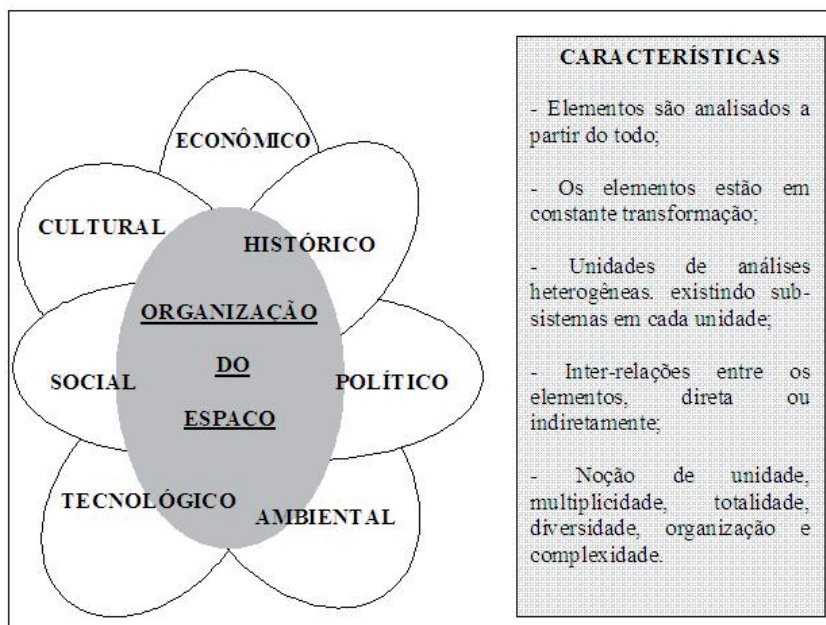 ECONÔMICO
CULTURAL
HISTÓRICO
ORGANIZAÇÃO
DO
ESPACO
SOCIAL
POLÍTICO
TECNOLÓGICO
AMBIENTAL
CARACTERÍSTICAS
- Elementos são analisados a
partir do todo;
- Os elementos estão em
constante transformação;
- Unidades de análises
heterogêneas. existindo sub-
sistemas em cada unidade;
- Inter-relações entre os
elementos, direta ou
indiretamente;
- Noção de unidade,
multiplicidade, totalidade,
diversidade, organização e
complexidade.